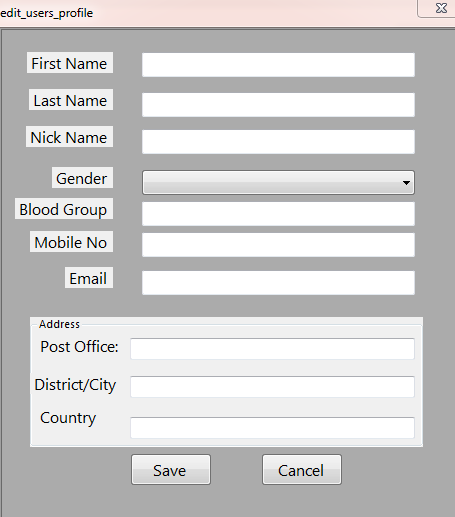 edit_users_profile
First Name
Last Name
Nick Name
Gender
Blood Group
Mobile No
Email
Address
Post Office:
District/City
Country
Save Cancel